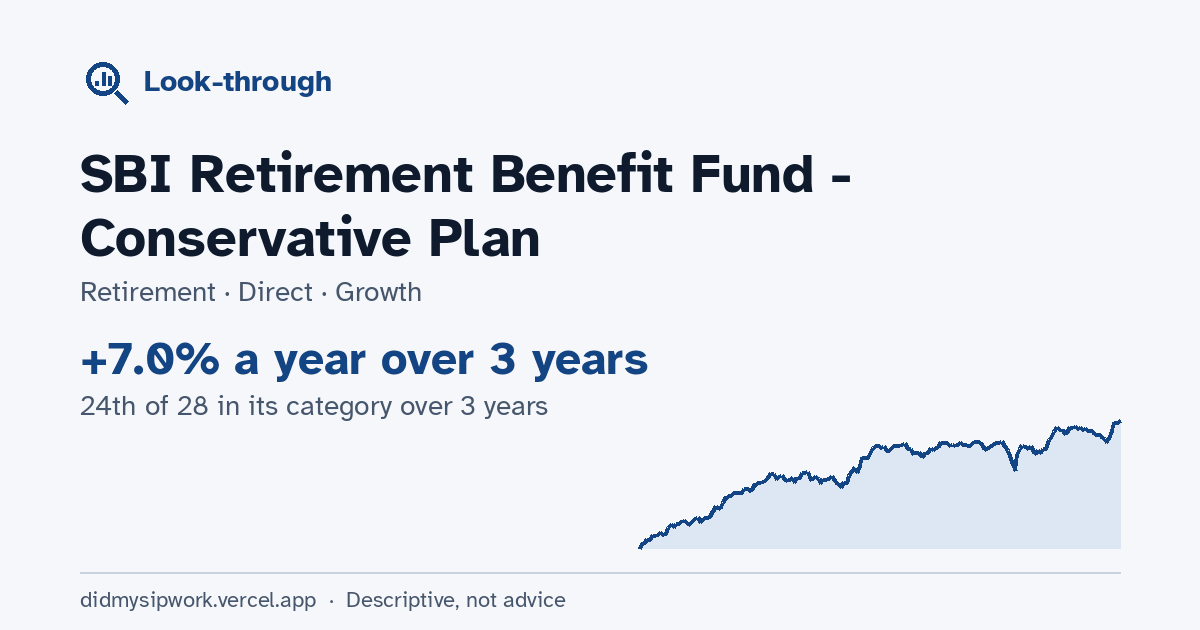 Look-through
SBI Retirement Benefit Fund -
Conservative Plan
Retirement · Direct · Growth
+7.0% a year over 3 years
24th of 28 in its category over 3 years
didmysipwork.vercel.app · Descriptive, not advice